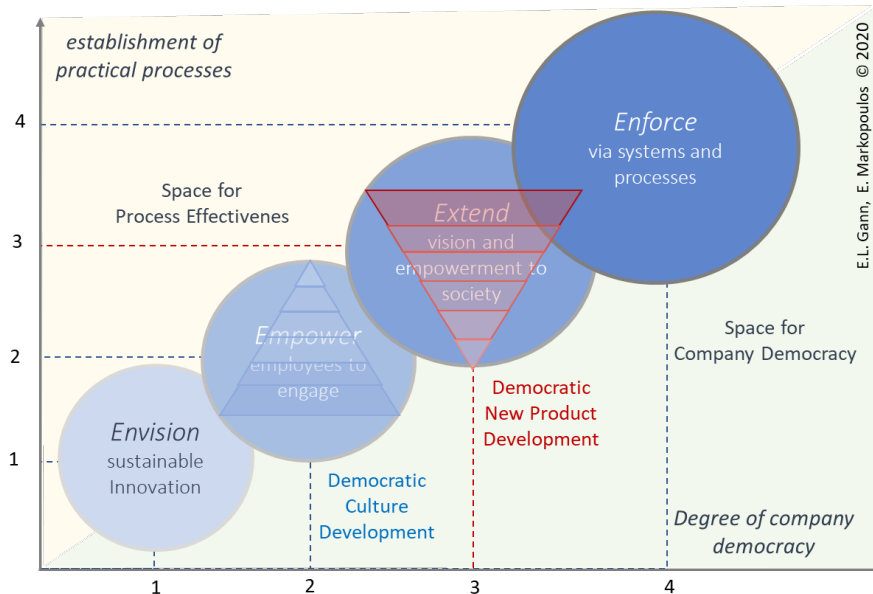 establishment of
practical processes
E.L. Gann, E. Markopoulos © 2020
4
Enforce
via systems and
processes
Space for
Process Effectivenes
3
Extend
vision and
empowerment to
society
Space for
Company Democracy
2
Empower
employees to
engage
Democratic
New Product
Development
Envision
sustainable
Innovation
1
Democratic
Culture
Development
Degree of company
democracy
1
2
3
4